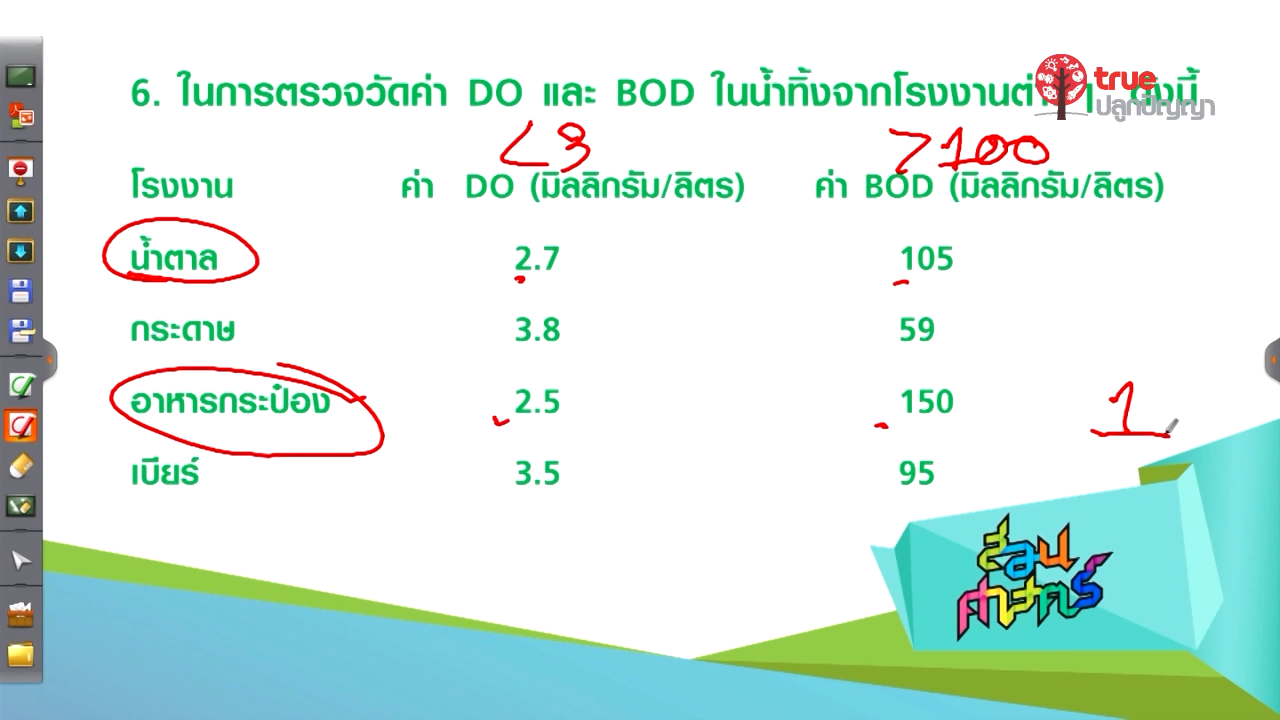 6. ในการตรวจวัดค่า DO และ BOD ในน้ำทิ้งจากโรงงานต่าง ๆ ดังนี้
true
ปลูกปัญญา
<3 >100
โรงงาน ค่า DO (มิลลิกรัม/ลิตร) ค่า BOD (มิลลิกรัม/ลิตร)
น้ำตาล 2.7 105
กระดาษ 3.8 59
อาหารกระป๋อง 2.5 150
1
เบียร์ 3.5 95
สอน
ศาสตร์